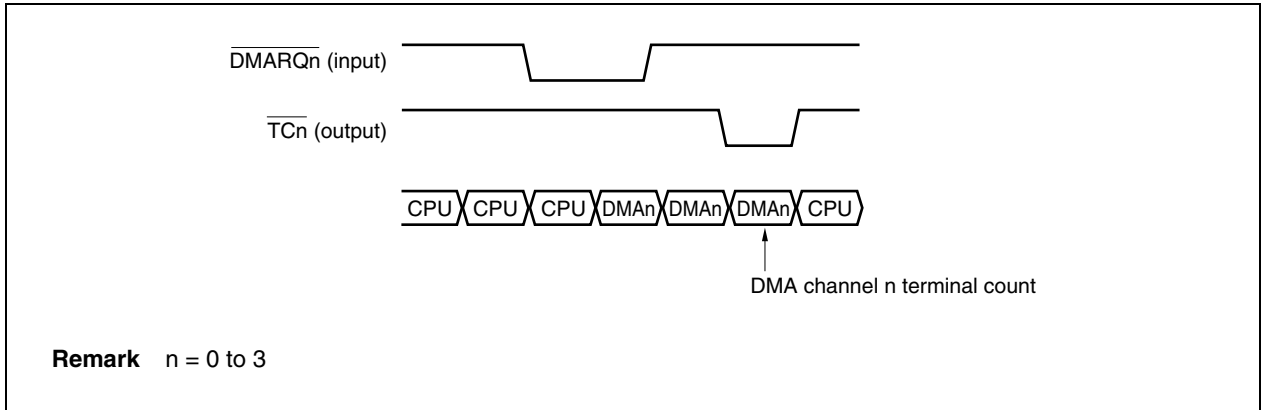 DMARQn (input)
TCn (output)
CPU CPU CPU DMAn DMAn DMAn CPU
DMA channel n terminal count
Remark n = 0 to 3